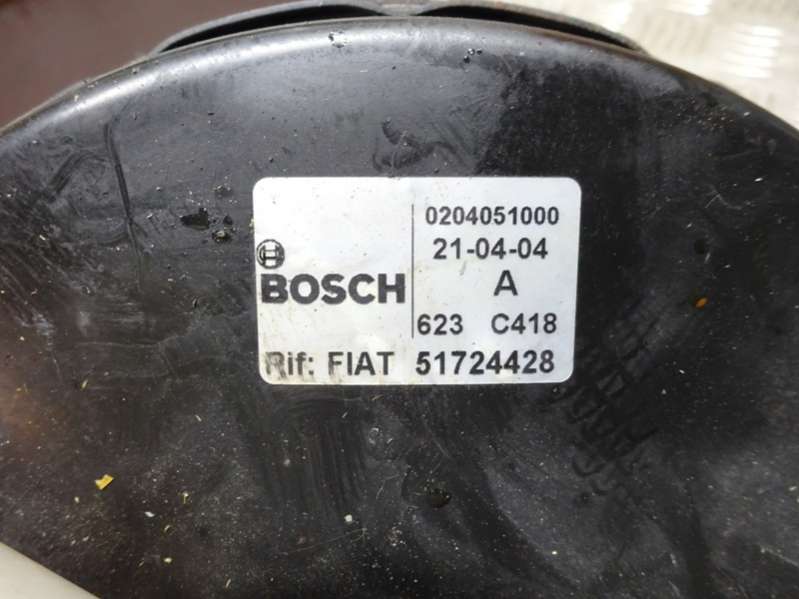 BOSCH
0204051000
21-04-04
A
623 C418
Rif: FIAT 51724428